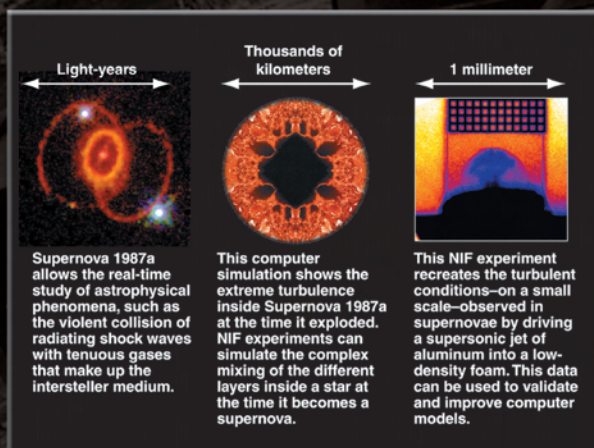 Light-years
Supernova 1987a
allows the real-time
study of astrophysical
phenomena, such as
the violent collision of
radiating shock waves
with tenuous gases
that make up the
intersteller medium.
Thousands of
kilometers
This computer
simulation shows the
extreme turbulence
inside Supernova 1987a
at the time it exploded.
NIF experiments can
simulate the complex
mixing of the different
layers inside a star at
the time it becomes a
supernova.
1 millimeter
This NIF experiment
recreates the turbulent
conditions–on a small
scale–observed in
supernovae by driving
a supersonic jet of
aluminum into a low-
density foam. This data
can be used to validate
and improve computer
models.